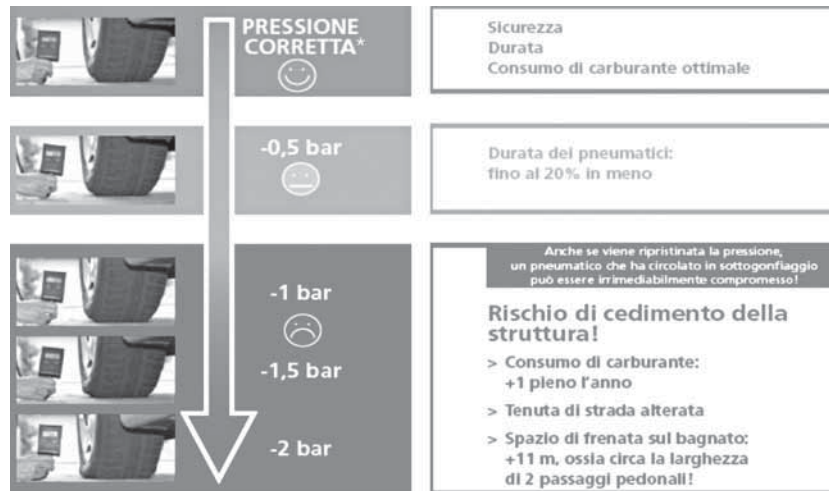 PRESSIONE
CORRETTA*
Sicurezza
Durata
Consumo di carburante ottimale
-0,5 bar
Durata dei pneumatici:
fino al 20% in meno
-1 bar
-1,5 bar
-2 bar
Anche se viene ripristinata la pressione,
un pneumatico che ha circolato in sottogonfiaggio
può essere irrimediabilmente compromesso!
Rischio di cedimento della
struttura!
> Consumo di carburante:
+1 pieno l'anno
> Tenuta di strada alterata
> Spazio di frenata sul bagnato:
+11 m, ossia circa la larghezza
di 2 passaggi pedonali!